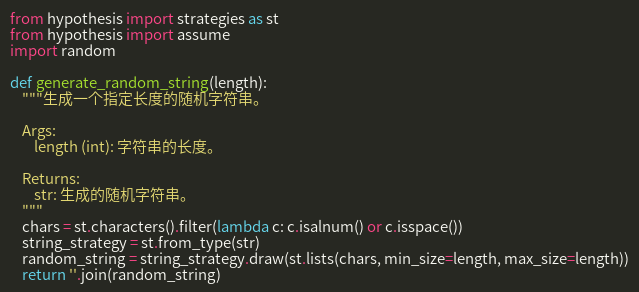 from hypothesis import strategies as st
from hypothesis import assume
import random
def generate_random_string(length):
"""生成一个指定长度的随机字符串。
Args:
length (int): 字符串的长度。
Returns:
str: 生成的随机字符串。
"""
chars = st.characters().filter(lambda c: c.isalnum() or c.isspace())
string_strategy = st.from_type(str)
random_string = string_strategy.draw(st.lists(chars, min_size=length, max_size=length))
return ''.join(random_string)